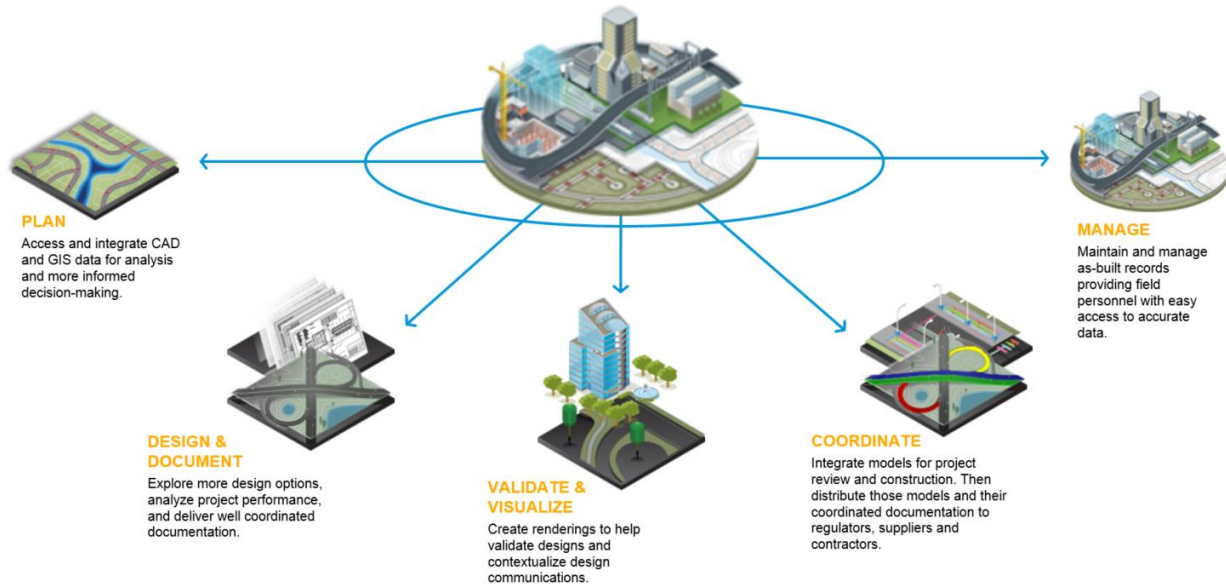 PLAN
Access and integrate CAD
and GIS data for analysis
and more informed
decision-making.
DESIGN &
DOCUMENT
Explore more design options,
analyze project performance,
and deliver well coordinated
documentation.
VALIDATE &
VISUALIZE
Create renderings to help
validate designs and
contextualize design
communications.
COORDINATE
Integrate models for project
review and construction. Then
distribute those models and their
coordinated documentation to
regulators, suppliers and
contractors.
MANAGE
Maintain and manage
as-built records
providing field
personnel with easy
access to accurate
data.